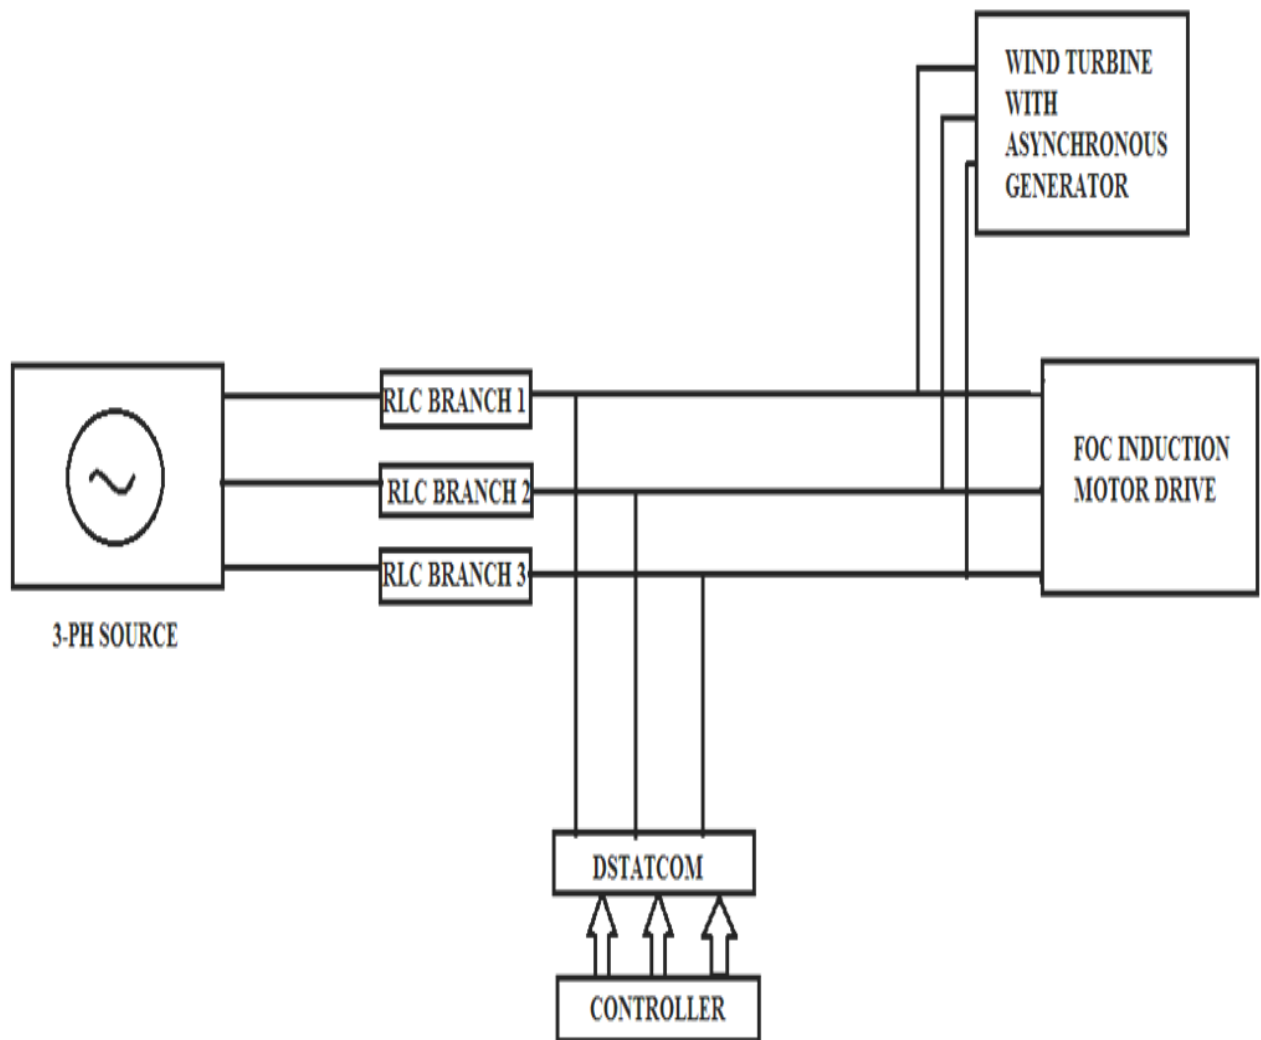 WIND TURBINE
WITH
ASYNCHRONOUS
GENERATOR
RLC BRANCH 1
RLC BRANCH 2
RLC BRANCH 3
FOC INDUCTION
MOTOR DRIVE
3-PH SOURCE
DSTATCOM
CONTROLLER